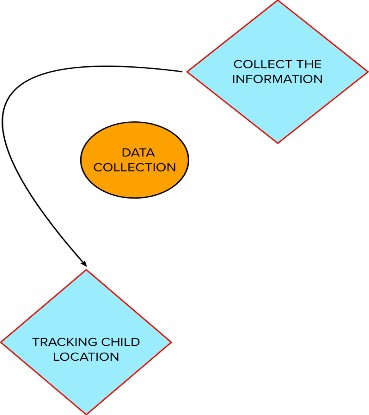 COLLECT THE
INFORMATION
DATA
COLLECTION
TRACKING CHILD
LOCATION